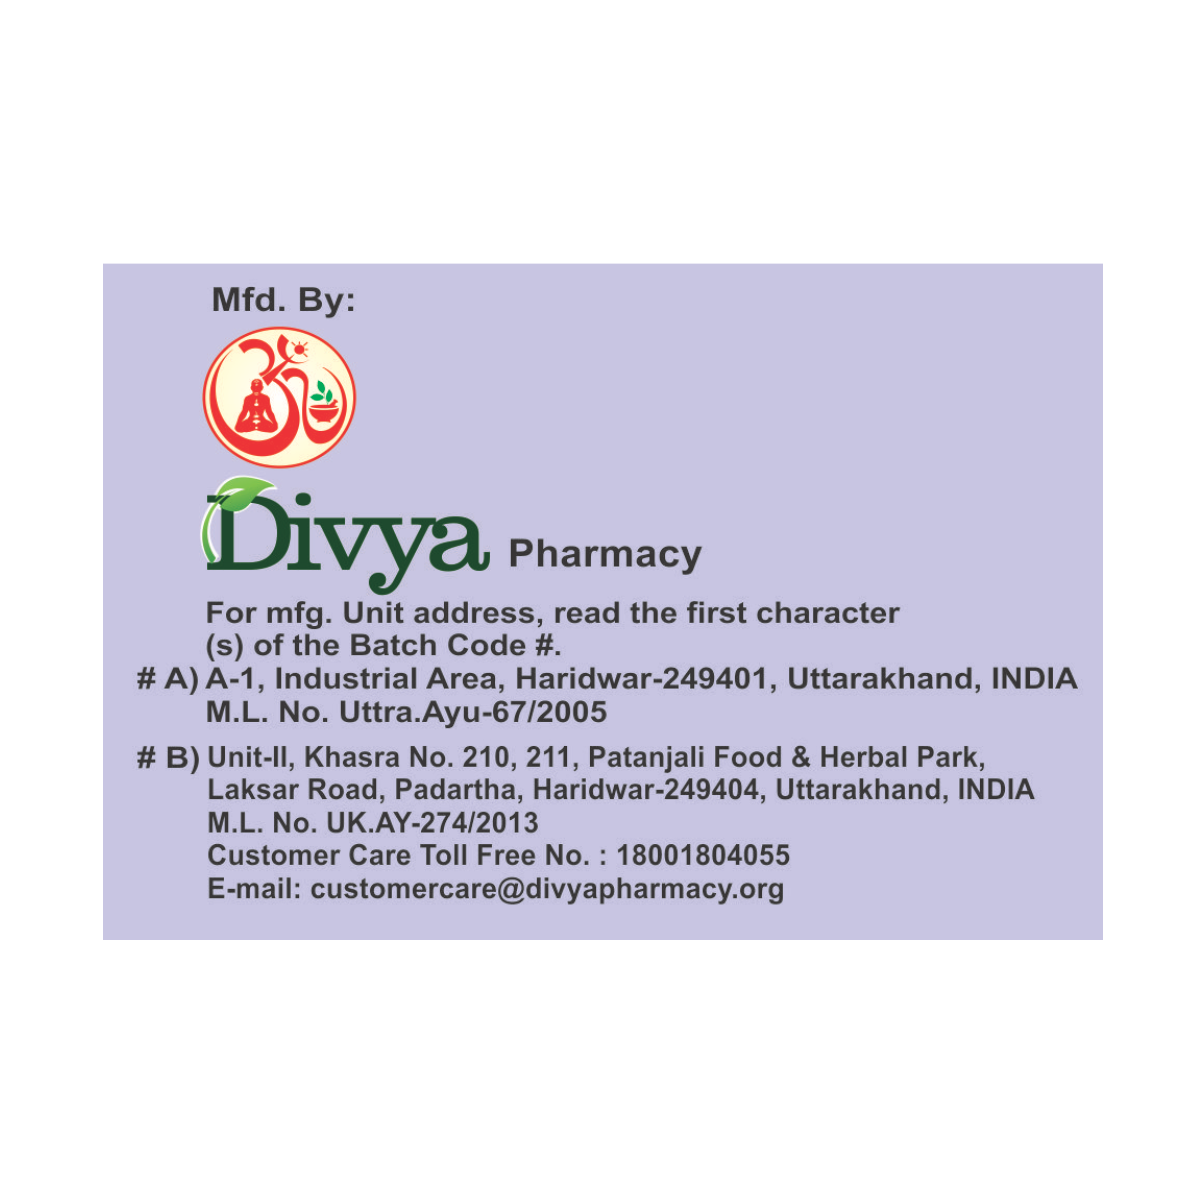 Mfd. By:
Divya Pharmacy
For mfg. Unit address, read the first character
(s) of the Batch Code #.
# A) A-1, Industrial Area, Haridwar-249401, Uttarakhand, INDIA
M.L. No. Uttra.Ayu-67/2005
# B) Unit-II, Khasra No. 210, 211, Patanjali Food & Herbal Park,
Laksar Road, Padartha, Haridwar-249404, Uttarakhand, INDIA
M.L. No. UK.AY-274/2013
Customer Care Toll Free No. : 18001804055
E-mail: customercare@divyapharmacy.org